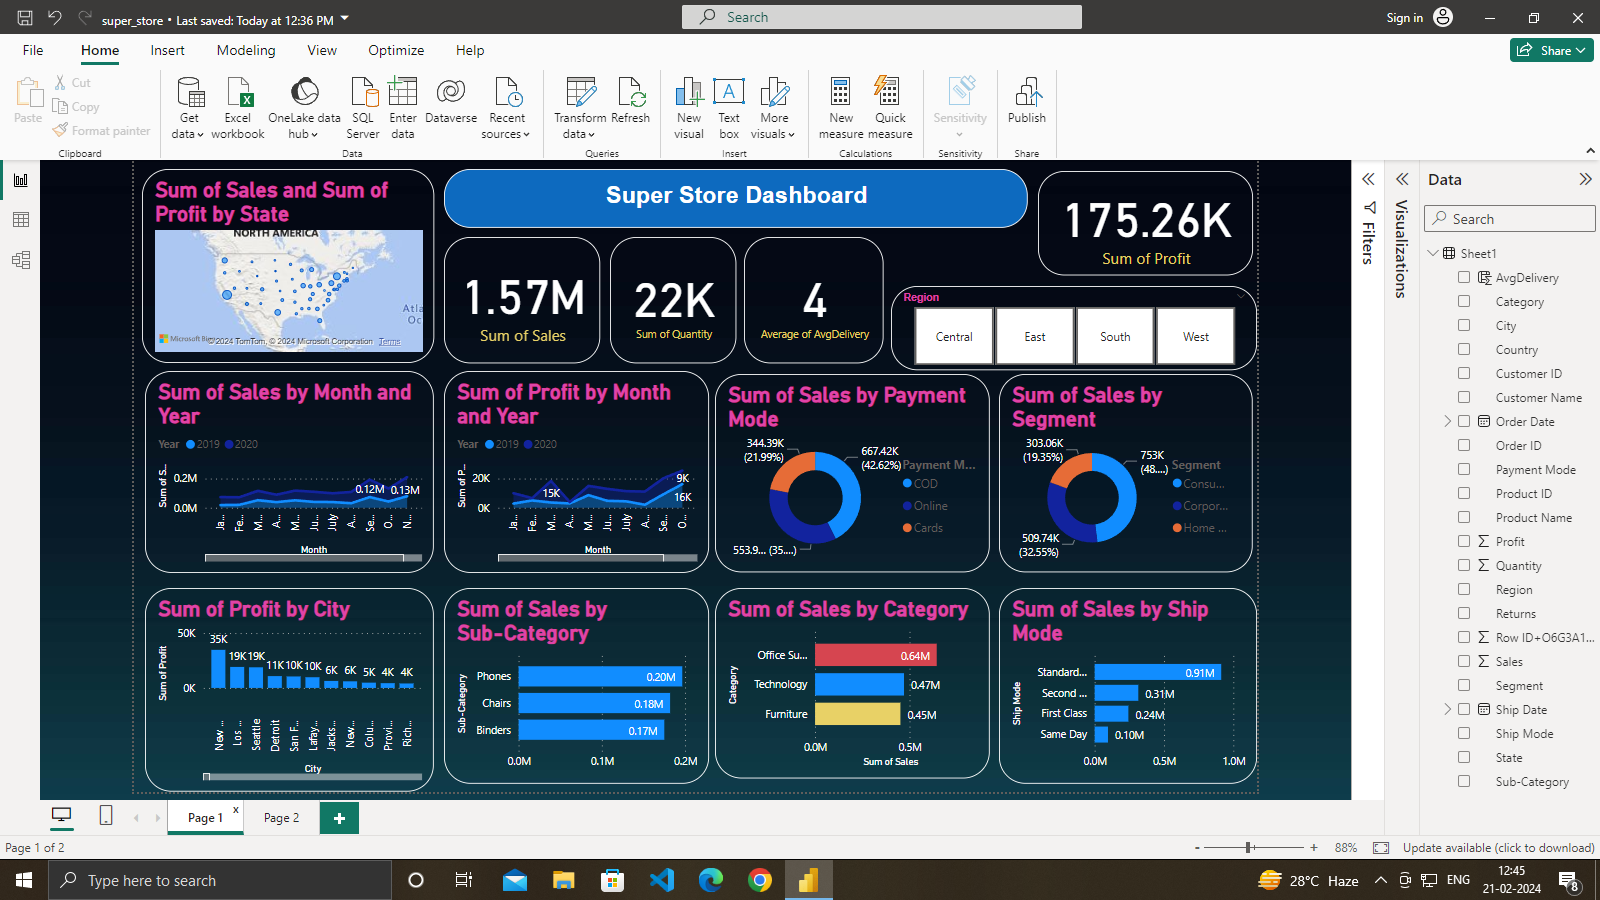 super_store • Last saved: Today at 12:36 PM
Search
Sign in
File Home Insert Modeling View Optimize Help
Share
Paste
Cut
Copy
Format painter
Clipboard
Get data
Excel workbook
OneLake data hub
SQL Server
Enter data
Dataverse
Recent sources
Data
Transform data
Refresh
Queries
New visual
Text box
More visuals
Insert
New measure
Quick measure
Calculations
Sensitivity
Sensitivity
Publish
Share
Sum of Sales and Sum of
Profit by State
NORTH AMERICA
Atla
Oc
©2024 TomTom, © 2024 Microsoft Corporation Terms
Super Store Dashboard
1.57M
Sum of Sales
22K
Sum of Quantity
4
Average of AvgDelivery
175.26K
Sum of Profit
Region
Central
East
South
West
Sum of Sales by Month and
Year
Year 2019 2020
Sum of S...
0.2M
0.0M
0.12M
0.13M
Ja... Fe... M... A... M... Ju... July A... Se... O... N...
Month
Sum of Profit by Month
and Year
Year 2019 2020
Sum of P...
20K
0K
15K
9K
16K
Ja... Fe... M... A... M... Ju... July A... Se... O...
Month
Sum of Sales by Payment
Mode
344.39K
(21.99%)
667.42K
(42.62%)
553.9... (35....)
Payment M...
COD
Online
Cards
Sum of Sales by
Segment
303.06K
(19.35%)
753K
(48....)
509.74K
(32.55%)
Segment
Consu...
Corpor...
Home ...
Sum of Profit by City
Sum of Profit
50K
0K
35K 19K 19K 11K 10K 10K 6K 6K 5K 4K 4K
New ... Los ... Seattle Detroit San F... Lafay... Jacks... New... Colu... Provi... Rich...
City
Sum of Sales by
Sub-Category
Sub-Category
Phones 0.20M
Chairs 0.18M
Binders 0.17M
0.0M 0.1M 0.2M
Sum of Sales by Category
Category
Office Su... 0.64M
Technology 0.47M
Furniture 0.45M
0.0M 0.5M
Sum of Sales
Sum of Sales by Ship
Mode
Ship Mode
Standard... 0.91M
Second ... 0.31M
First Class 0.24M
Same Day 0.10M
0.0M 0.5M 1.0M
Filters
Visualizations
Data
Search
Sheet1
AvgDelivery
Category
City
Country
Customer ID
Customer Name
Order Date
Order ID
Payment Mode
Product ID
Product Name
Profit
Quantity
Region
Returns
Row ID+O6G3A1...
Sales
Segment
Ship Date
Ship Mode
State
Sub-Category
Page 1 x
Page 2
+
Page 1 of 2
- + 88%
Update available (click to download)
Type here to search
28°C Haze
ENG
12:45
21-02-2024
8